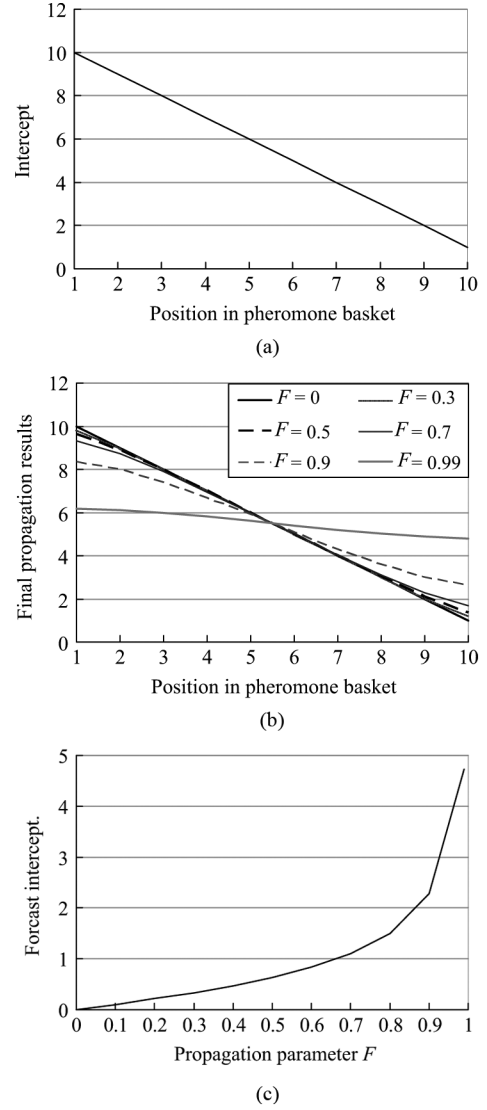 12
10
8
6
4
2
0
Intercept
1 2 3 4 5 6 7 8 9 10
Position in pheromone basket
(a)
12
10
8
6
4
2
0
Final propagation results
F = 0 F = 0.3
F = 0.5 F = 0.7
F = 0.9 F = 0.99
1 2 3 4 5 6 7 8 9 10
Position in pheromone basket
(b)
5
4
3
2
1
0
Forcast intercept.
0 0.1 0.2 0.3 0.4 0.5 0.6 0.7 0.8 0.9 1
Propagation parameter F
(c)